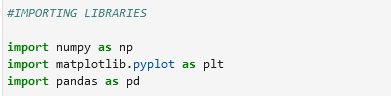 #IMPORTING LIBRARIES
import numpy as np
import matplotlib.pyplot as plt
import pandas as pd